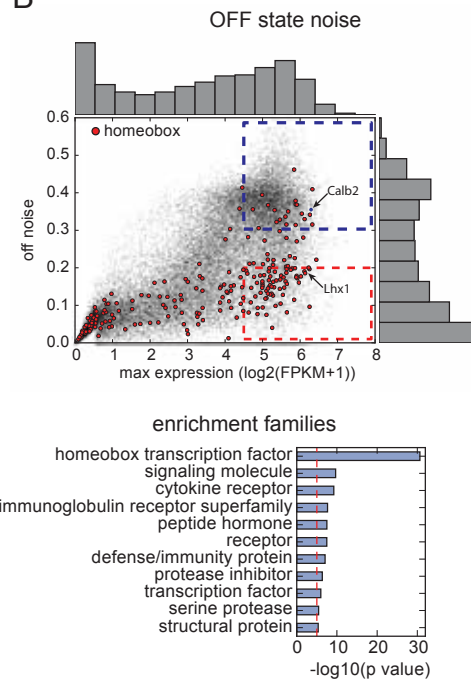 B
OFF state noise
homeobox
Calb2
Lhx1
off noise
0.6
0.5
0.4
0.3
0.2
0.1
0.0
0 1 2 3 4 5 6 7 8
max expression (log2(FPKM+1))
enrichment families
homeobox transcription factor
signaling molecule
cytokine receptor
immunoglobulin receptor superfamily
peptide hormone
receptor
defense/immunity protein
protease inhibitor
transcription factor
serine protease
structural protein
0 10 20 30
-log10(p value)